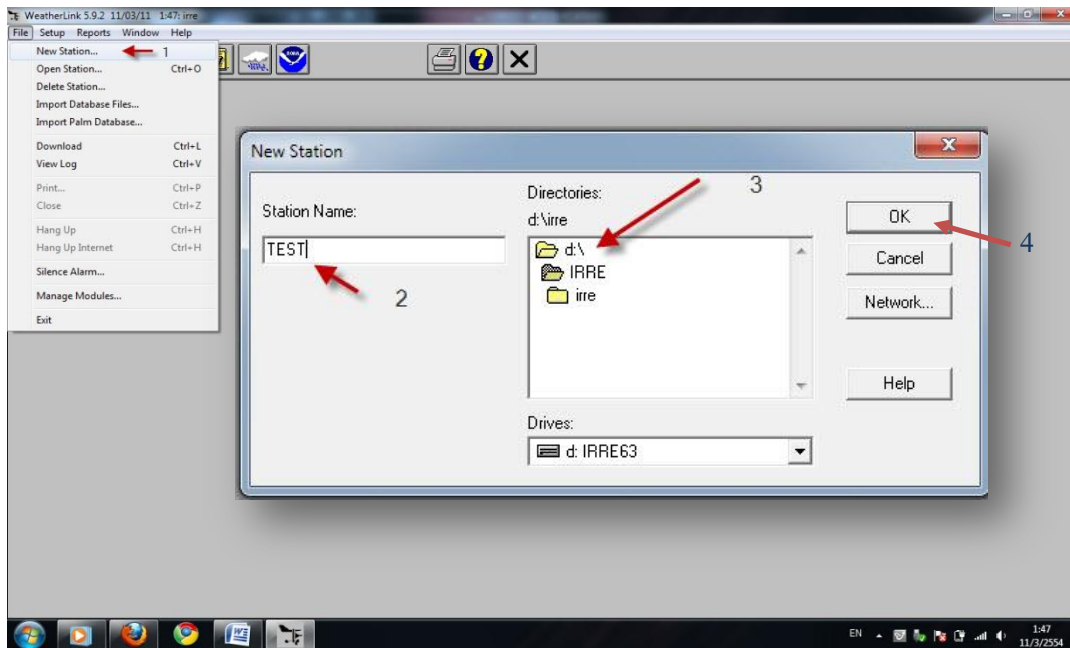 WeatherLink 5.9.2 11/03/11 1:47: irre
File Setup Reports Window Help
New Station... 1
Open Station... Ctrl+O
Delete Station...
Import Database Files...
Import Palm Database...
Download Ctrl+L
View Log Ctrl+V
Print... Ctrl+P
Close Ctrl+Z
Hang Up Ctrl+H
Hang Up Internet Ctrl+H
Silence Alarm...
Manage Modules...
Exit
New Station
Station Name:
TEST
2
Directories:
d:\irre
3
d:\
IRRE
irre
Drives:
d: IRRE63
OK
4
Cancel
Network...
Help
EN
1:47
11/3/2554